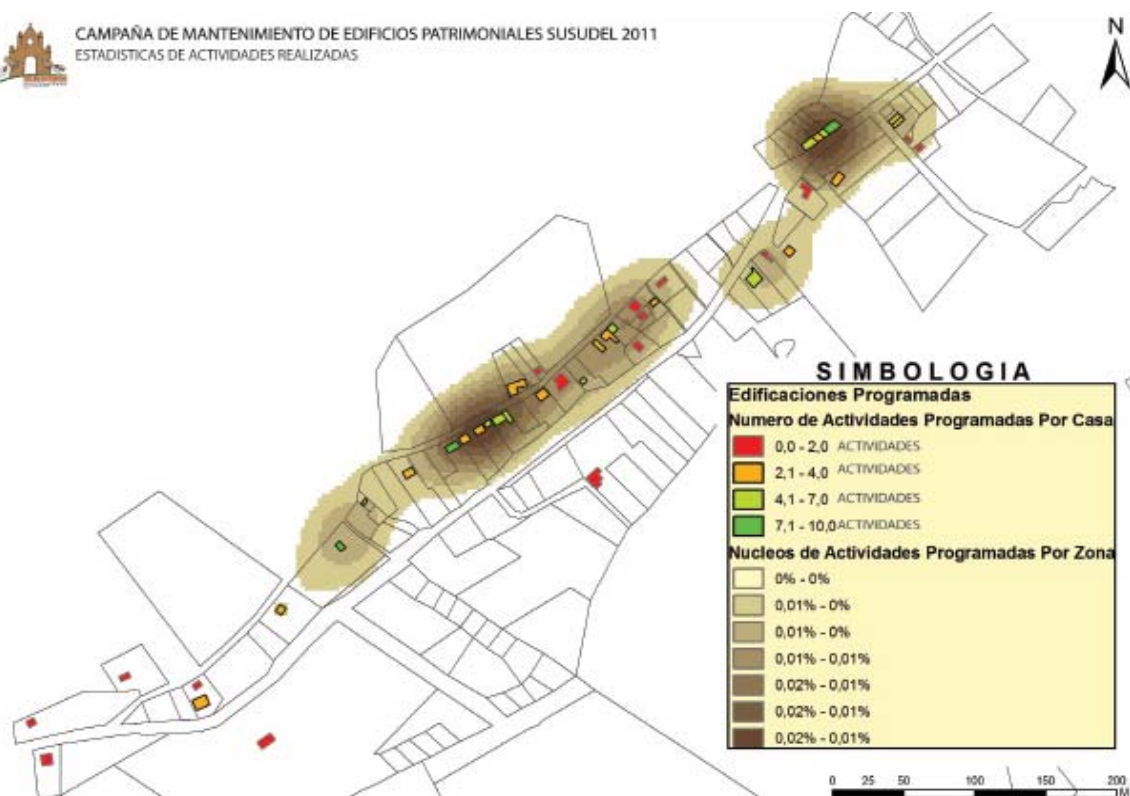 CAMPAÑA DE MANTENIMIENTO DE EDIFICIOS PATRIMONIALES SUSUDEL 2011
ESTADISTICAS DE ACTIVIDADES REALIZADAS
N
SIMBOLOGIA
Edificaciones Programadas
Numero de Actividades Programadas Por Casa
0,0 - 2,0 ACTIVIDADES
2,1 - 4,0 ACTIVIDADES
4,1 - 7,0 ACTIVIDADES
7,1 - 10,0 ACTIVIDADES
Nucleos de Actividades Programadas Por Zona
0% - 0%
0,01% - 0%
0,01% - 0%
0,01% - 0,01%
0,02% - 0,01%
0,02% - 0,01%
0,02% - 0,01%
0 25 50 100 150 200
M